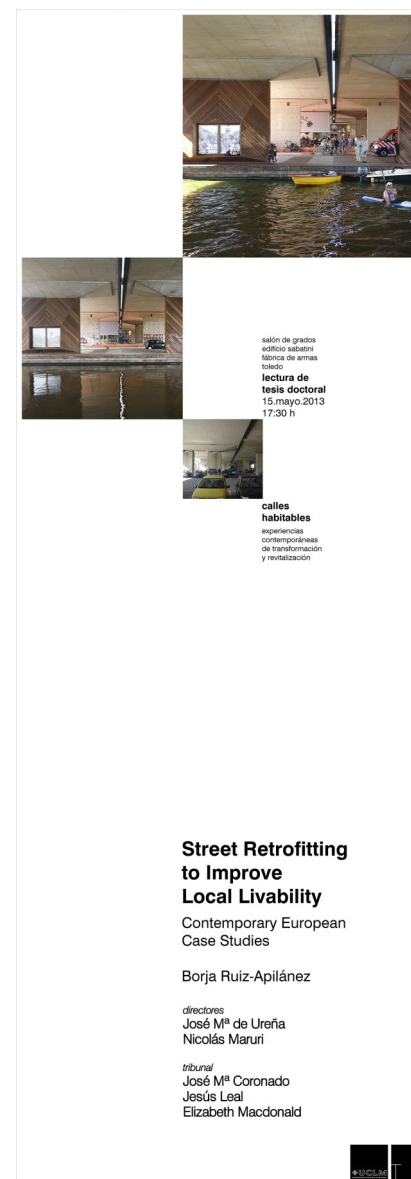 salón de grados
edificio sabatini
fábrica de armas
toledo
lectura de
tesis doctoral
15.mayo.2013
17:30 h
calles
habitables
experiencias
contemporáneas
de transformación
y revitalización
Street Retrofitting
to Improve
Local Livability
Contemporary European
Case Studies
Borja Ruiz-Apilánez
directores
José Mª de Ureña
Nicolás Maruri
tribunal
José Mª Coronado
Jesús Leal
Elizabeth Macdonald
UCLM